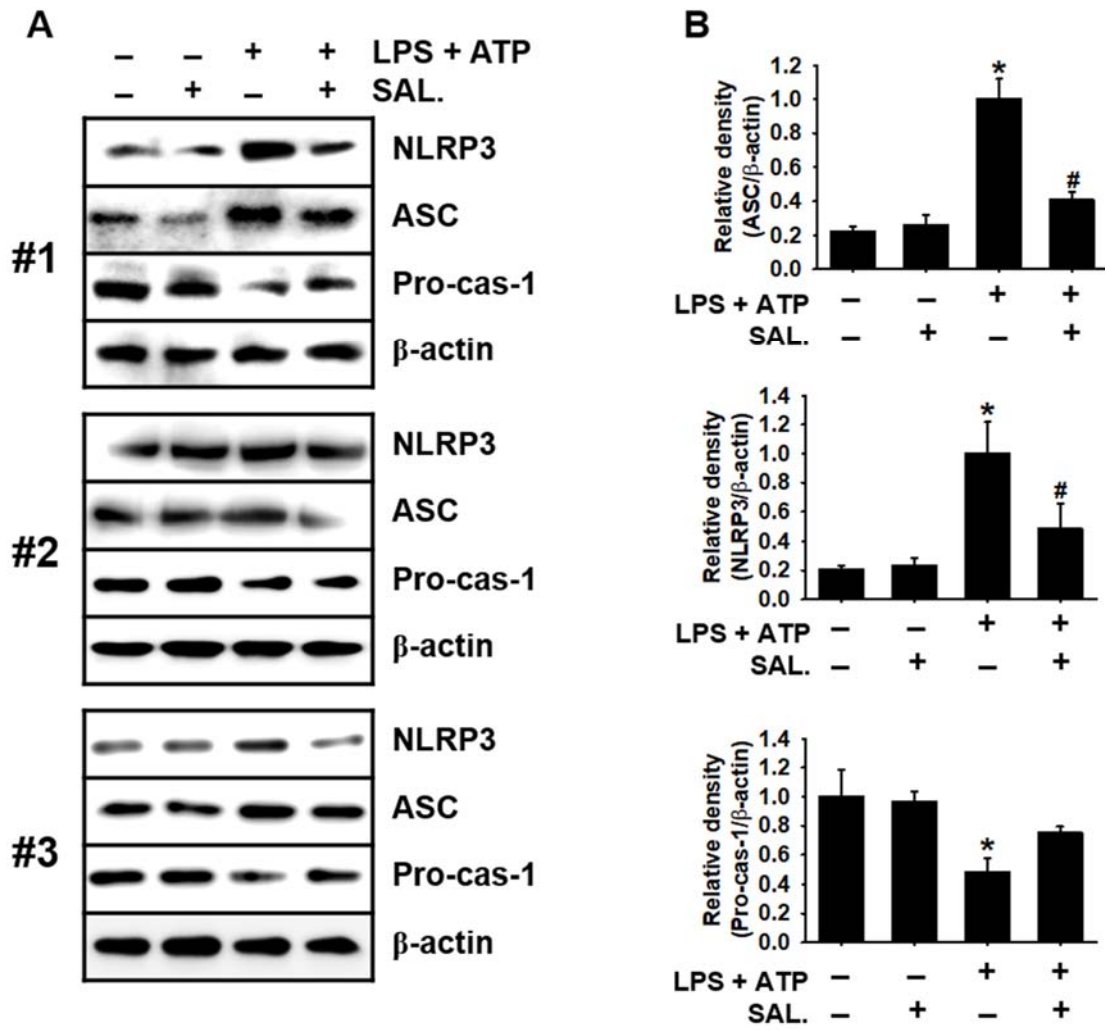 A
– – + + LPS + ATP
– + – + SAL.
#1
NLRP3
ASC
Pro-cas-1
β-actin
#2
NLRP3
ASC
Pro-cas-1
β-actin
#3
NLRP3
ASC
Pro-cas-1
β-actin
B
Relative density
(ASC/β-actin)
1.2
1.0
0.8
0.6
0.4
0.2
0.0
*
#
LPS + ATP – – + +
SAL. – + – +
Relative density
(NLRP3/β-actin)
1.4
1.2
1.0
0.8
0.6
0.4
0.2
0.0
*
#
LPS + ATP – – + +
SAL. – + – +
Relative density
(Pro-cas-1/β-actin)
1.4
1.2
1.0
0.8
0.6
0.4
0.2
0.0
*
LPS + ATP – – + +
SAL. – + – +